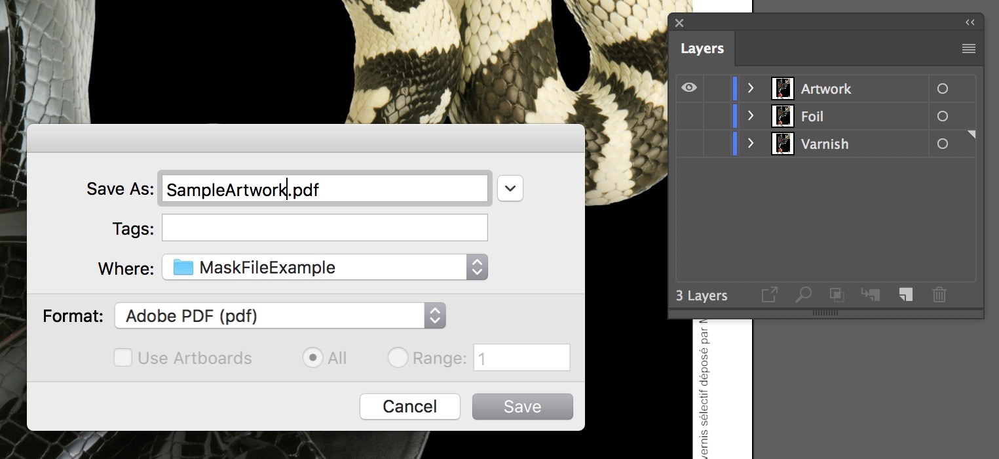 Layers
Artwork
Foil
Varnish
3 Layers
Save As: SampleArtwork.pdf
Tags:
Where: MaskFileExample
Format: Adobe PDF (pdf)
Use Artboards All Range: 1
Cancel Save
vernis sélectif déposé par